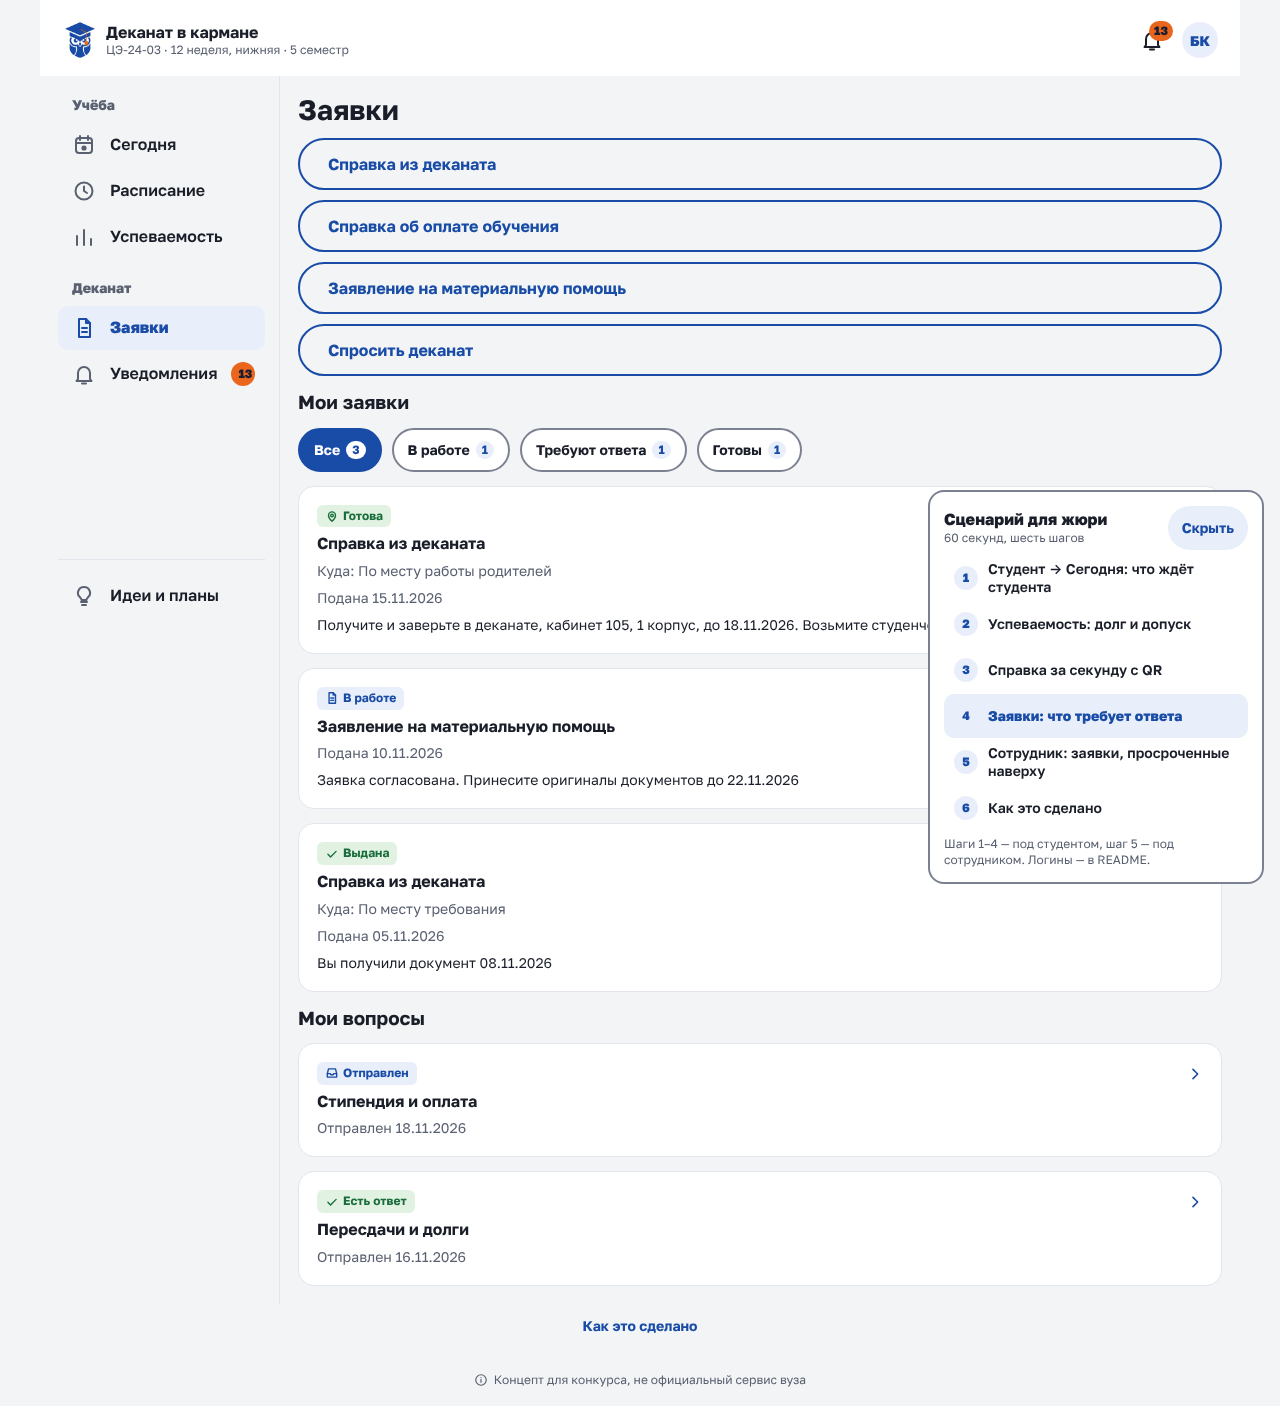 Деканат в кармане
ЦЭ-24-03 · 12 неделя, нижняя · 5 семестр
13
БК
Учёба
Сегодня
Расписание
Успеваемость
Деканат
Заявки
Уведомления 13
Идеи и планы
Заявки
Справка из деканата
Справка об оплате обучения
Заявление на материальную помощь
Спросить деканат
Мои заявки
Все 3
В работе 1
Требуют ответа 1
Готовы 1
Готова
Справка из деканата
Куда: По месту работы родителей
Подана 15.11.2026
Получите и заверьте в деканате, кабинет 105, 1 корпус, до 18.11.2026. Возьмите
В работе
Заявление на материальную помощь
Подана 10.11.2026
Заявка согласована. Принесите оригиналы документов до 22.11.2026
Выдана
Справка из деканата
Куда: По месту требования
Подана 05.11.2026
Вы получили документ 08.11.2026
Сценарий для жюри
60 секунд, шесть шагов
Скрыть
1 Студент → Сегодня: что ждёт
студента
2 Успеваемость: долг и допуск
3 Справка за секунду с QR
4 Заявки: что требует ответа
5 Сотрудник: заявки, просроченные
наверху
6 Как это сделано
Шаги 1–4 — под студентом, шаг 5 — под
сотрудником. Логины — в README.
Мои вопросы
Отправлен
Стипендия и оплата
Отправлен 18.11.2026
Есть ответ
Пересдачи и долги
Отправлен 16.11.2026
Как это сделано
Концепт для конкурса, не официальный сервис вуза